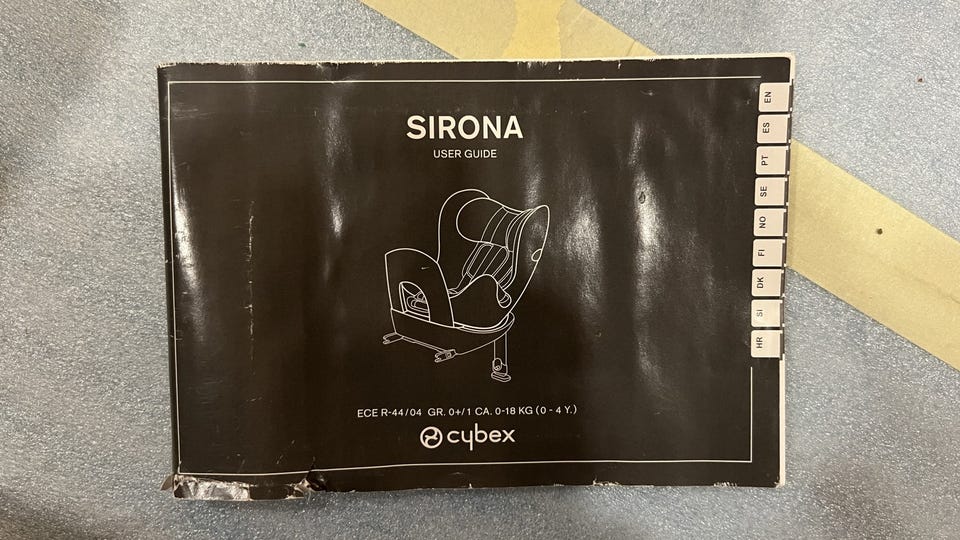 SIRONA
USER GUIDE
ECE R-44/04 GR. 0+/1 CA. 0-18 KG (0 - 4 Y.)
cybex
EN
ES
PT
SE
NO
FI
DK
SI
HR